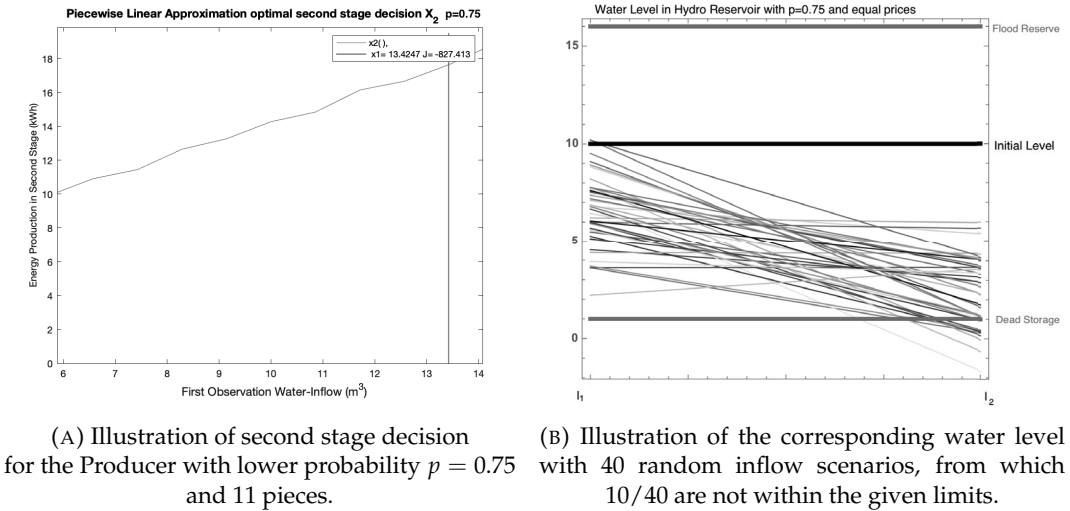 Piecewise Linear Approximation optimal second stage decision X2 p=0.75
x2( ),
x1= 13.4247 J= -827.413
Energy Production in Second Stage (kWh)
18
16
14
12
10
8
6
4
2
0
6 7 8 9 10 11 12 13 14
First Observation Water-Inflow (m³)
Water Level in Hydro Reservoir with p=0.75 and equal prices
15
10
5
0
Flood Reserve
Initial Level
Dead Storage
I1 I2
(A) Illustration of second stage decision
for the Producer with lower probability p = 0.75
and 11 pieces.
(B) Illustration of the corresponding water level
with 40 random inflow scenarios, from which
10/40 are not within the given limits.